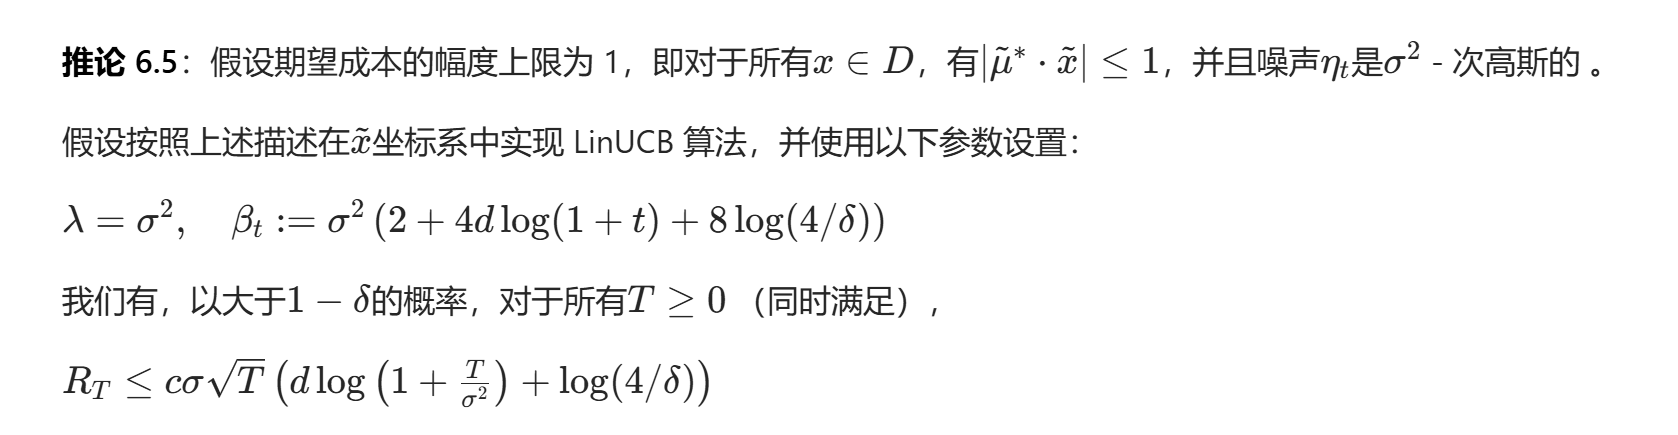 推论 6.5：假设期望成本的幅度上限为 1，即对于所有$x \in D$，有$|\tilde{\mu}^* \cdot \tilde{x}| \leq 1$，并且噪声$\eta_t$是$\sigma^2$ - 次高斯的 。
假设按照上述描述在$\tilde{x}$坐标系中实现 LinUCB 算法，并使用以下参数设置：
$\lambda = \sigma^2, \quad \beta_t := \sigma^2 \left(2 + 4d \log(1 + t) + 8 \log(4/\delta)\right)$
我们有，以大于$1 - \delta$的概率，对于所有$T \geq 0$ （同时满足），
$R_T \leq c\sigma\sqrt{T} \left(d \log\left(1 + \frac{T}{\sigma^2}\right) + \log(4/\delta)\right)$